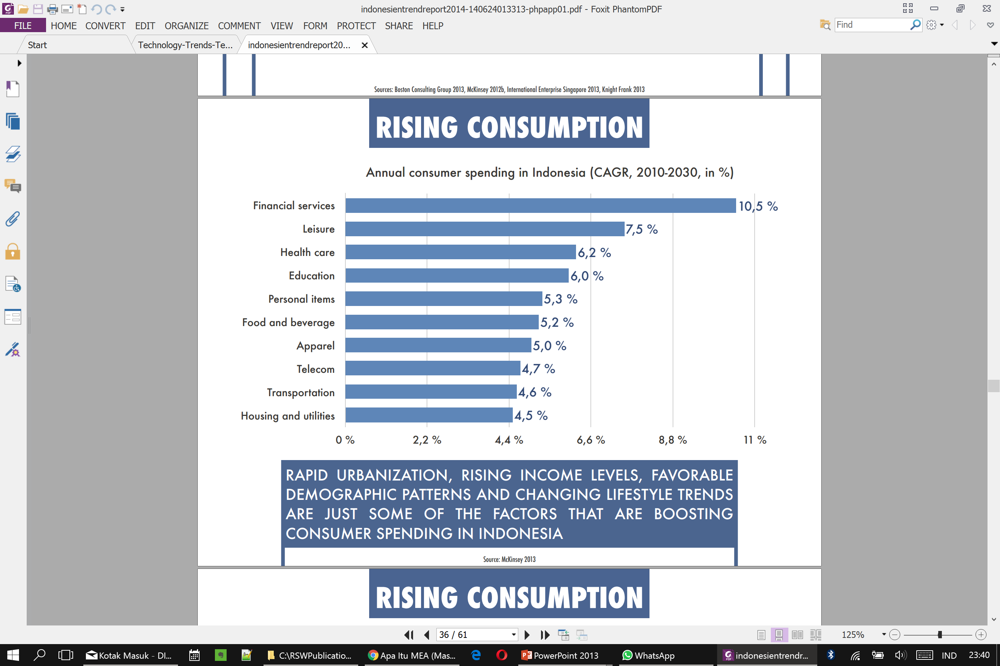 indonesientrendreport2014-140624013313-phpapp01.pdf - Foxit PhantomPDF
FILE HOME CONVERT EDIT ORGANIZE COMMENT VIEW FORM PROTECT SHARE HELP
Find
Start
Technology-Trends-Te...
indonesientrendreport20...
Sources: Boston Consulting Group 2013, McKinsey 2012b, International Enterprise Singapore 2013, Knight Frank 2013
RISING CONSUMPTION
Annual consumer spending in Indonesia (CAGR, 2010-2030, in %)
Financial services 10,5 %
Leisure 7,5 %
Health care 6,2 %
Education 6,0 %
Personal items 5,3 %
Food and beverage 5,2 %
Apparel 5,0 %
Telecom 4,7 %
Transportation 4,6 %
Housing and utilities 4,5 %
0 % 2,2 % 4,4 % 6,6 % 8,8 % 11 %
RAPID URBANIZATION, RISING INCOME LEVELS, FAVORABLE
DEMOGRAPHIC PATTERNS AND CHANGING LIFESTYLE TRENDS
ARE JUST SOME OF THE FACTORS THAT ARE BOOSTING
CONSUMER SPENDING IN INDONESIA
Source: McKinsey 2013
RISING CONSUMPTION
36 / 61
125%
Kotak Masuk - DI...
C:\RSWPublicatio...
Apa Itu MEA (Mas...
PowerPoint 2013
WhatsApp
indonesientrendr...
IND
23:40